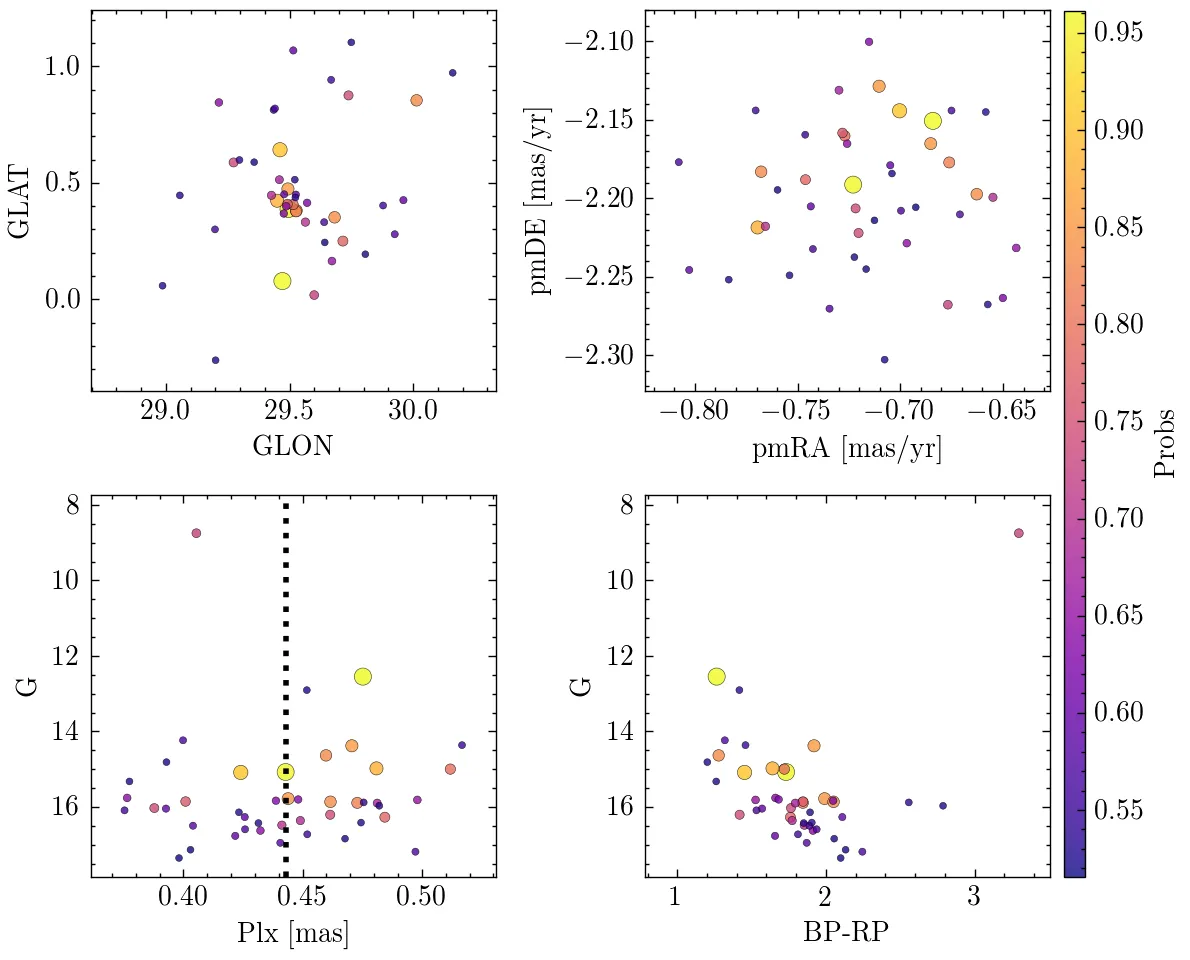 1.0
0.5
0.0
GLAT
29.0 29.5 30.0
GLON
−2.10
−2.15
−2.20
−2.25
−2.30
pmDE [mas/yr]
−0.80 −0.75 −0.70 −0.65
pmRA [mas/yr]
8
10
12
14
16
G
0.40 0.45 0.50
Plx [mas]
8
10
12
14
16
G
1 2 3
BP-RP
0.95
0.90
0.85
0.80
0.75
0.70
0.65
0.60
0.55
Probs